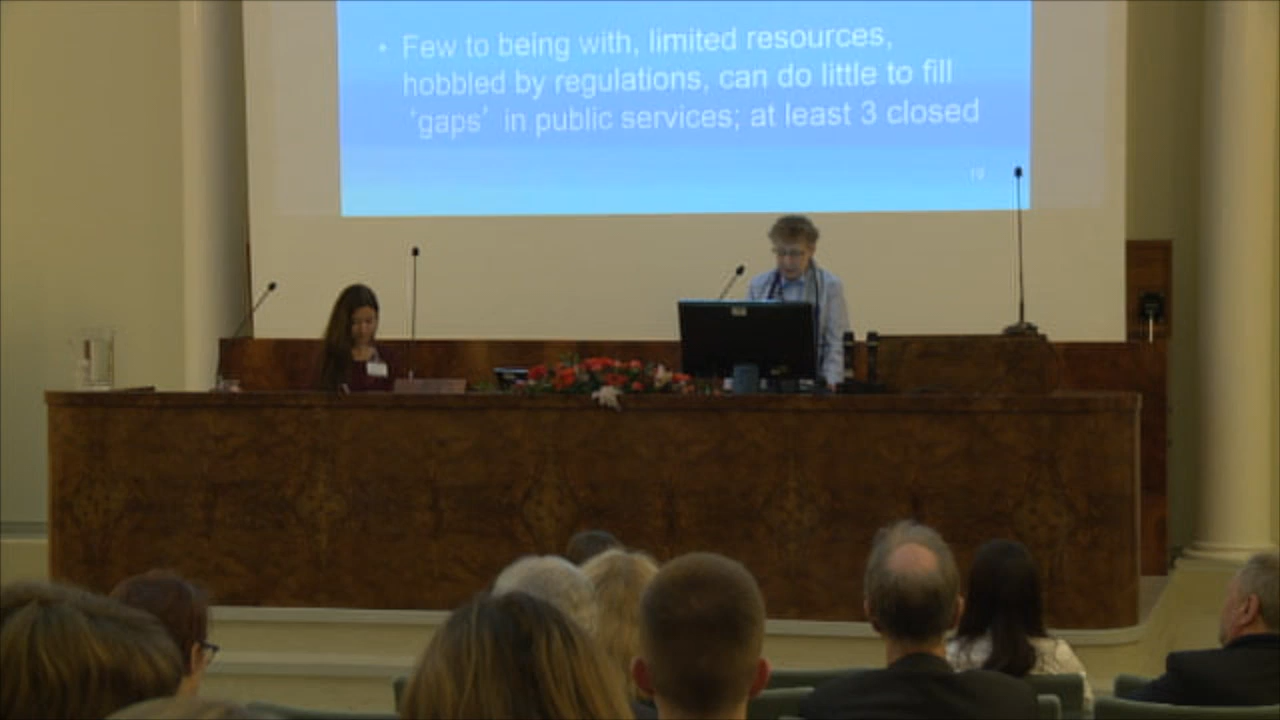 • Few to being with, limited resources,
hobbled by regulations, can do little to fill
'gaps' in public services; at least 3 closed